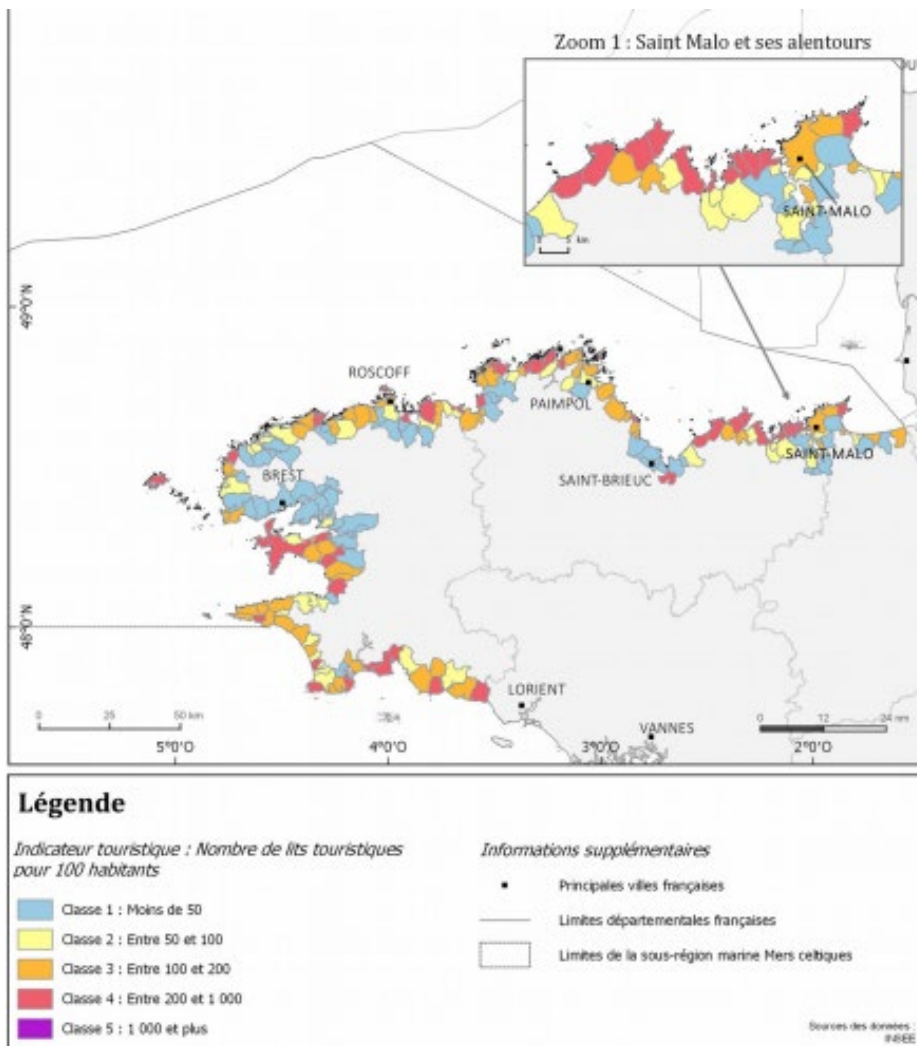 Zoom 1 : Saint Malo et ses alentours
SAINT-MALO
0 5 km
49°0'N
ROSCOFF
PAIMPOL
BREST
SAINT-BRIEUC
SAINT-MALO
48°0'N
LORIENT
VANNES
0 25 50 km
0 12 24 nm
5°0'O 4°0'O 3°0'O 2°0'O
Légende
Indicateur touristique : Nombre de lits touristiques
pour 100 habitants
Classe 1 : Moins de 50
Classe 2 : Entre 50 et 100
Classe 3 : Entre 100 et 200
Classe 4 : Entre 200 et 1 000
Classe 5 : 1 000 et plus
Informations supplémentaires
Principales villes françaises
Limites départementales françaises
Limites de la sous-région marine Mers celtiques
Sources des données :
INSEE